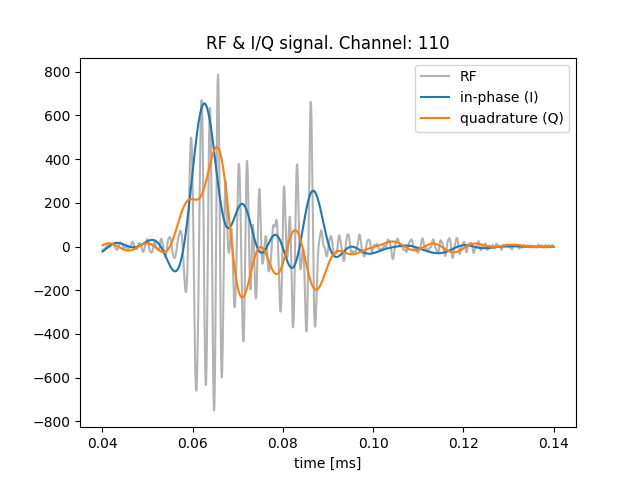 RF & I/Q signal. Channel: 110
RF
in-phase (I)
quadrature (Q)
800
600
400
200
0
−200
−400
−600
−800
0.04 0.06 0.08 0.10 0.12 0.14
time [ms]